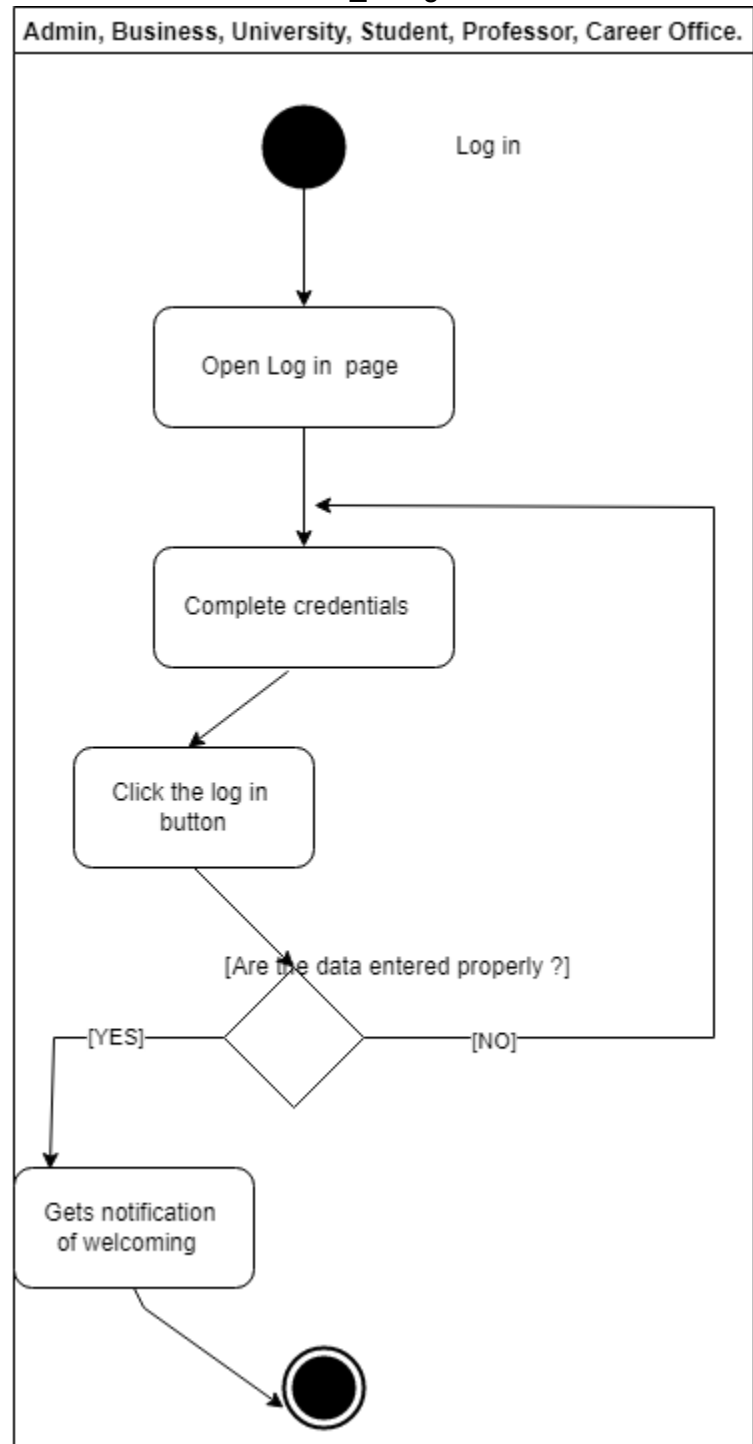 Admin, Business, University, Student, Professor, Career Office.
Log in
Open Log in  page
Complete credentials
Click the log in
button
[Are the data entered properly ?]
[YES]
[NO]
Gets notification
of welcoming